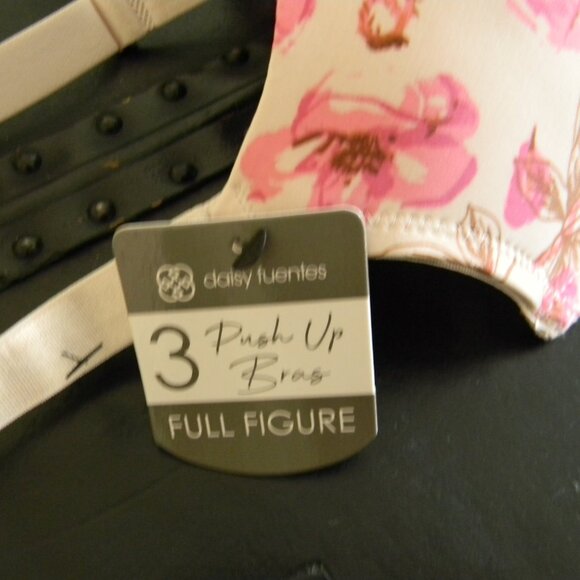 daisy fuentes
3 Push Up
Bras
FULL FIGURE